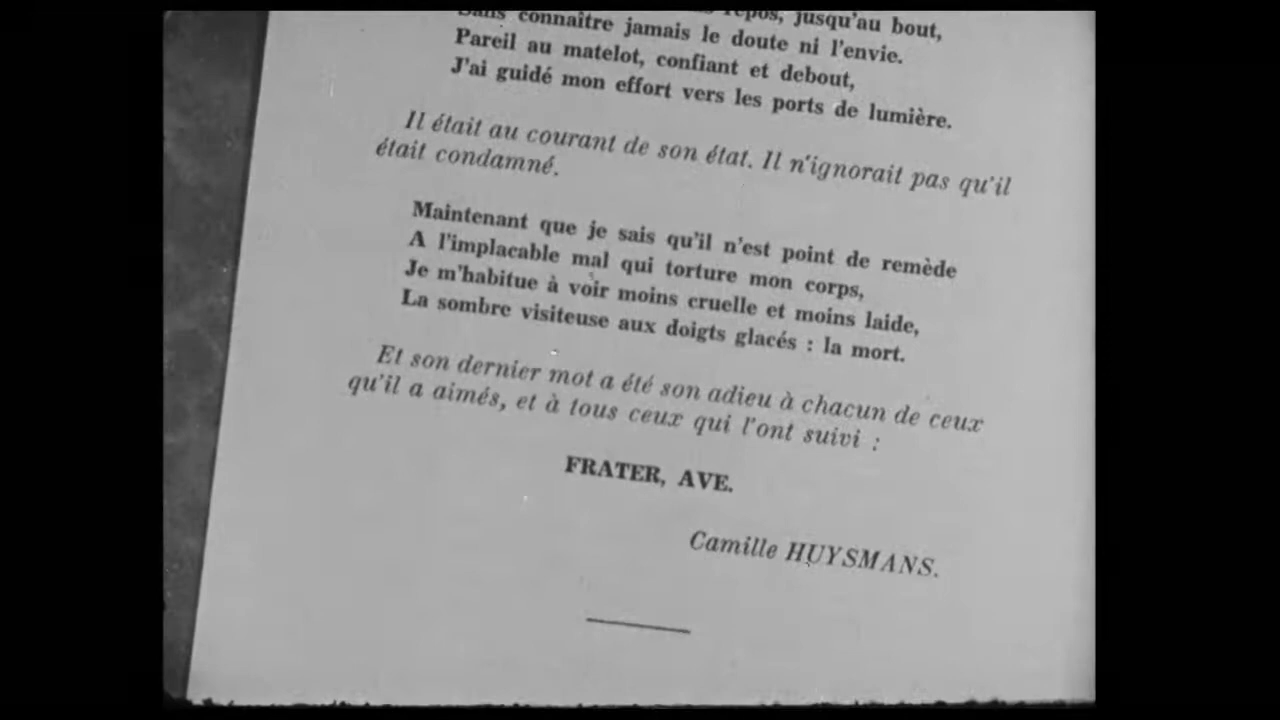 repos, jusqu'au bout,
Sans connaître jamais le doute ni l'envie.
Pareil au matelot, confiant et debout,
J'ai guidé mon effort vers les ports de lumière.
Il était au courant de son état. Il n'ignorait pas qu'il
était condamné.
Maintenant que je sais qu'il n'est point de remède
A l'implacable mal qui torture mon corps,
Je m'habitue à voir moins cruelle et moins laide,
La sombre visiteuse aux doigts glacés : la mort.
Et son dernier mot a été son adieu à chacun de ceux
qu'il a aimés, et à tous ceux qui l'ont suivi :
FRATER, AVE.
Camille HUYSMANS.